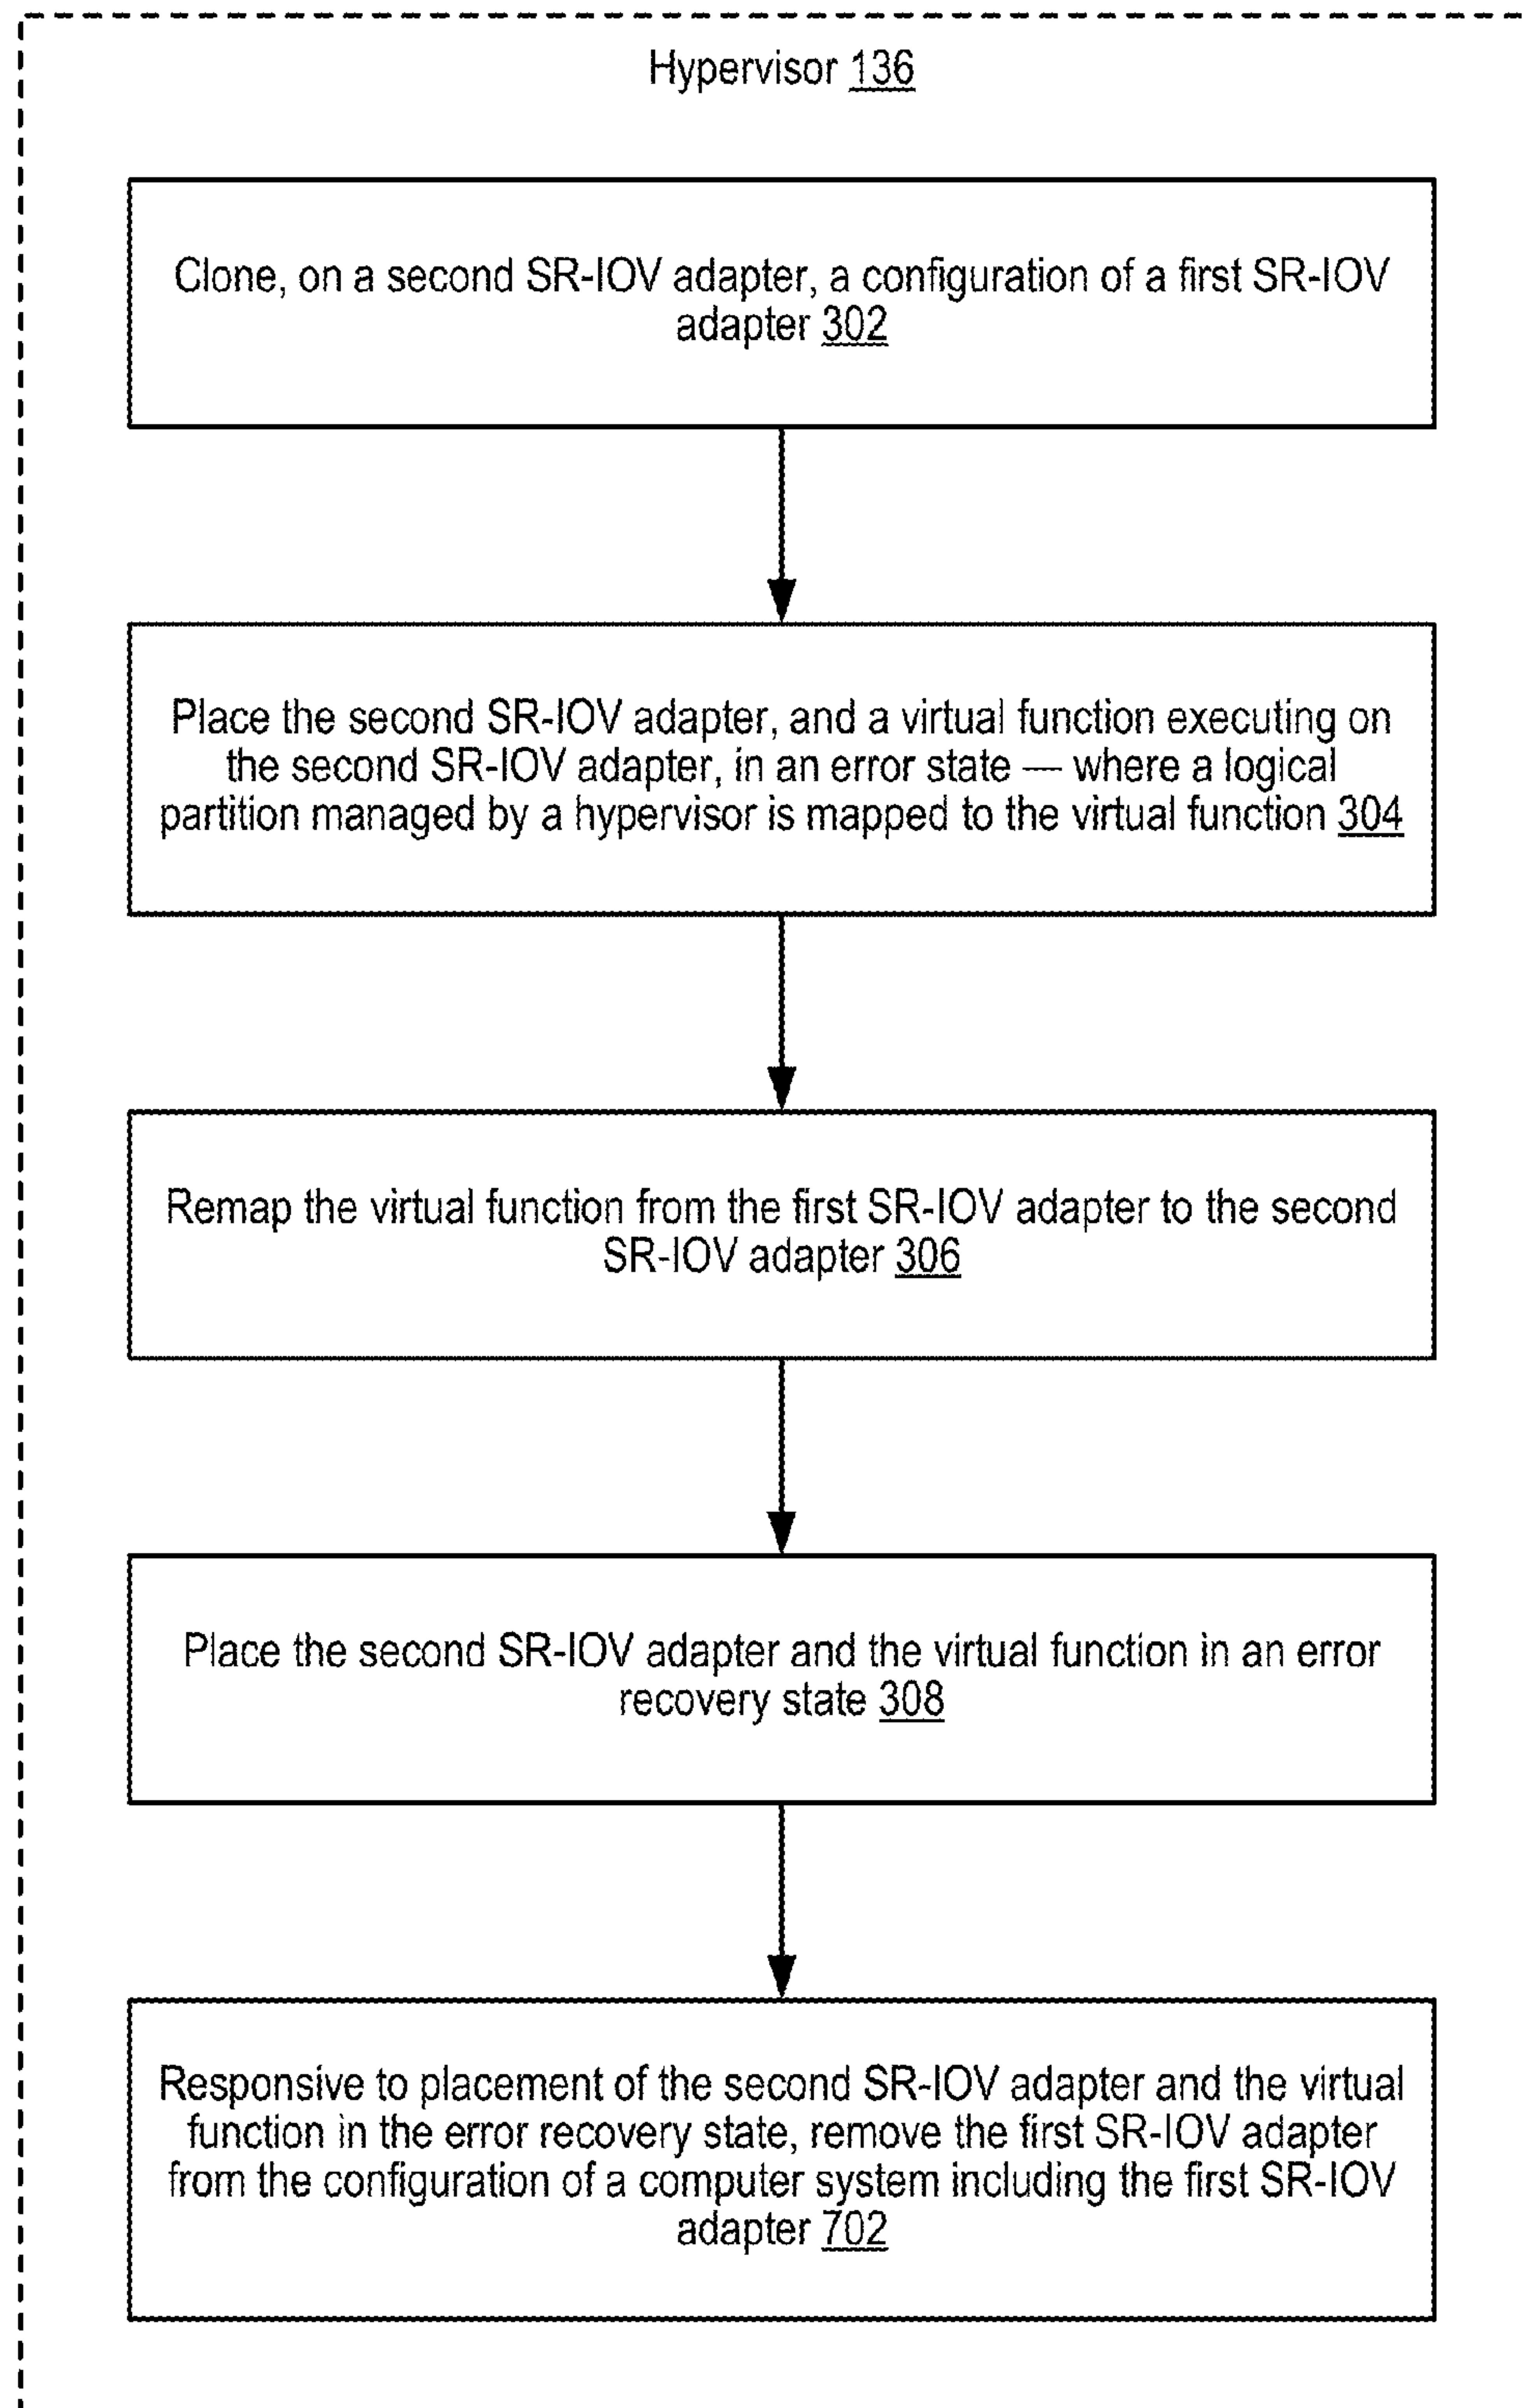 Hypervisor 136
Clone, on a second SR-IOV adapter, a configuration of a first SR-IOV
adapter 302
Place the second SR-IOV adapter, and a virtual function executing on
the second SR-IOV adapter, in an error state — where a logical
partition managed by a hypervisor is mapped to the virtual function 304
Remap the virtual function from the first SR-IOV adapter to the second
SR-IOV adapter 306
Place the second SR-IOV adapter and the virtual function in an error
recovery state 308
Responsive to placement of the second SR-IOV adapter and the virtual
function in the error recovery state, remove the first SR-IOV adapter
from the configuration of a computer system including the first SR-IOV
adapter 702